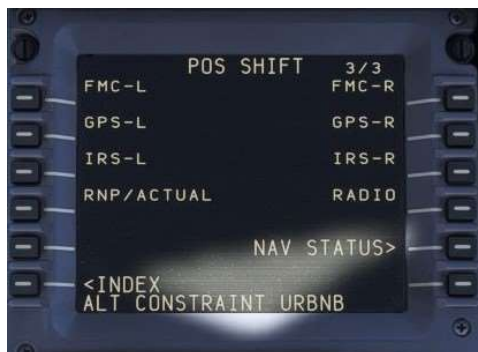 POS SHIFT 3/3
FMC-L FMC-R
GPS-L GPS-R
IRS-L IRS-R
RNP/ACTUAL RADIO
NAV STATUS>
<INDEX
ALT CONSTRAINT URBNB